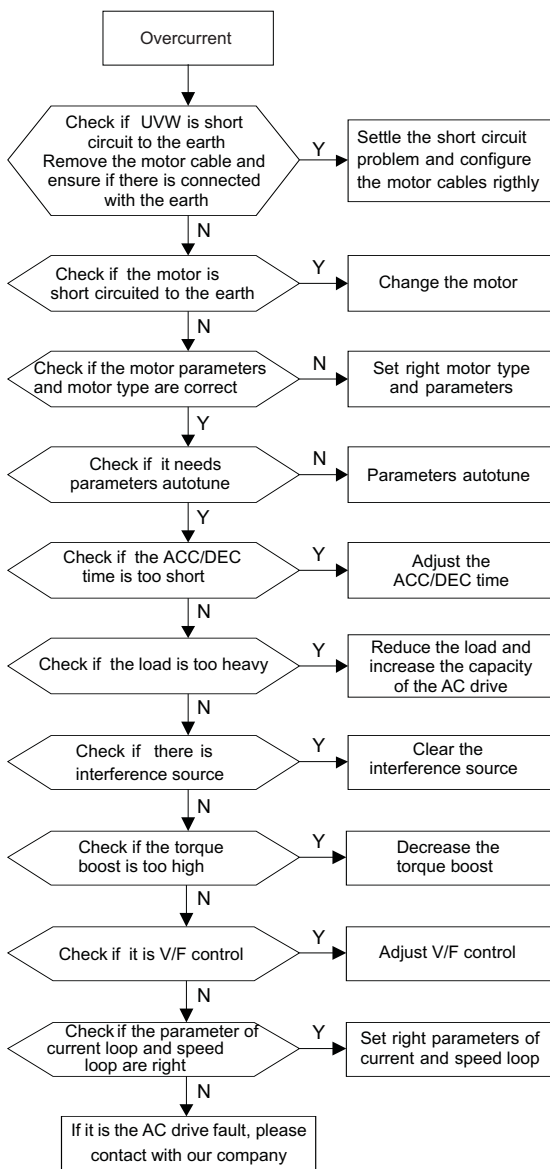 Overcurrent
Check if UVW is short
circuit to the earth
Remove the motor cable and
ensure if there is connected
with the earth
Y
Settle the short circuit
problem and configure
the motor cables rigthly
N
Check if the motor is
short circuited to the earth
Y
Change the motor
N
Check if the motor parameters
and motor type are correct
N
Set right motor type
and parameters
Y
Check if it needs
parameters autotune
N
Parameters autotune
Y
Check if the ACC/DEC
time is too short
Y
Adjust the
ACC/DEC time
N
Check if the load is too heavy
Y
Reduce the load and
increase the capacity
of the AC drive
N
Check if there is
interference source
Y
Clear the
interference source
N
Check if the torque
boost is too high
Y
Decrease the
torque boost
N
Check if it is V/F control
Y
Adjust V/F control
N
Check if the parameter of
current loop and speed
loop are right
Y
Set right parameters of
current and speed loop
N
If it is the AC drive fault, please
contact with our company